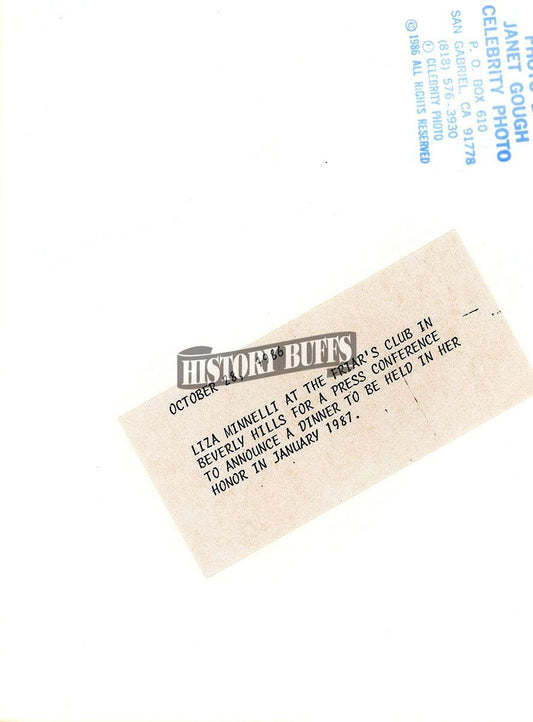 JANET GOUGH
CELEBRITY PHOTO
P. O. BOX 610
SAN GABRIEL, CA 91778
(818) 576-3930
© CELEBRITY PHOTO
© 1986 ALL RIGHTS RESERVED
OCTOBER 28, 1986
HISTORY BUFFS
LIZA MINNELLI AT THE FRIAR'S CLUB IN
BEVERLY HILLS FOR A PRESS CONFERENCE
TO ANNOUNCE A DINNER TO BE HELD IN HER
HONOR IN JANUARY 1987.